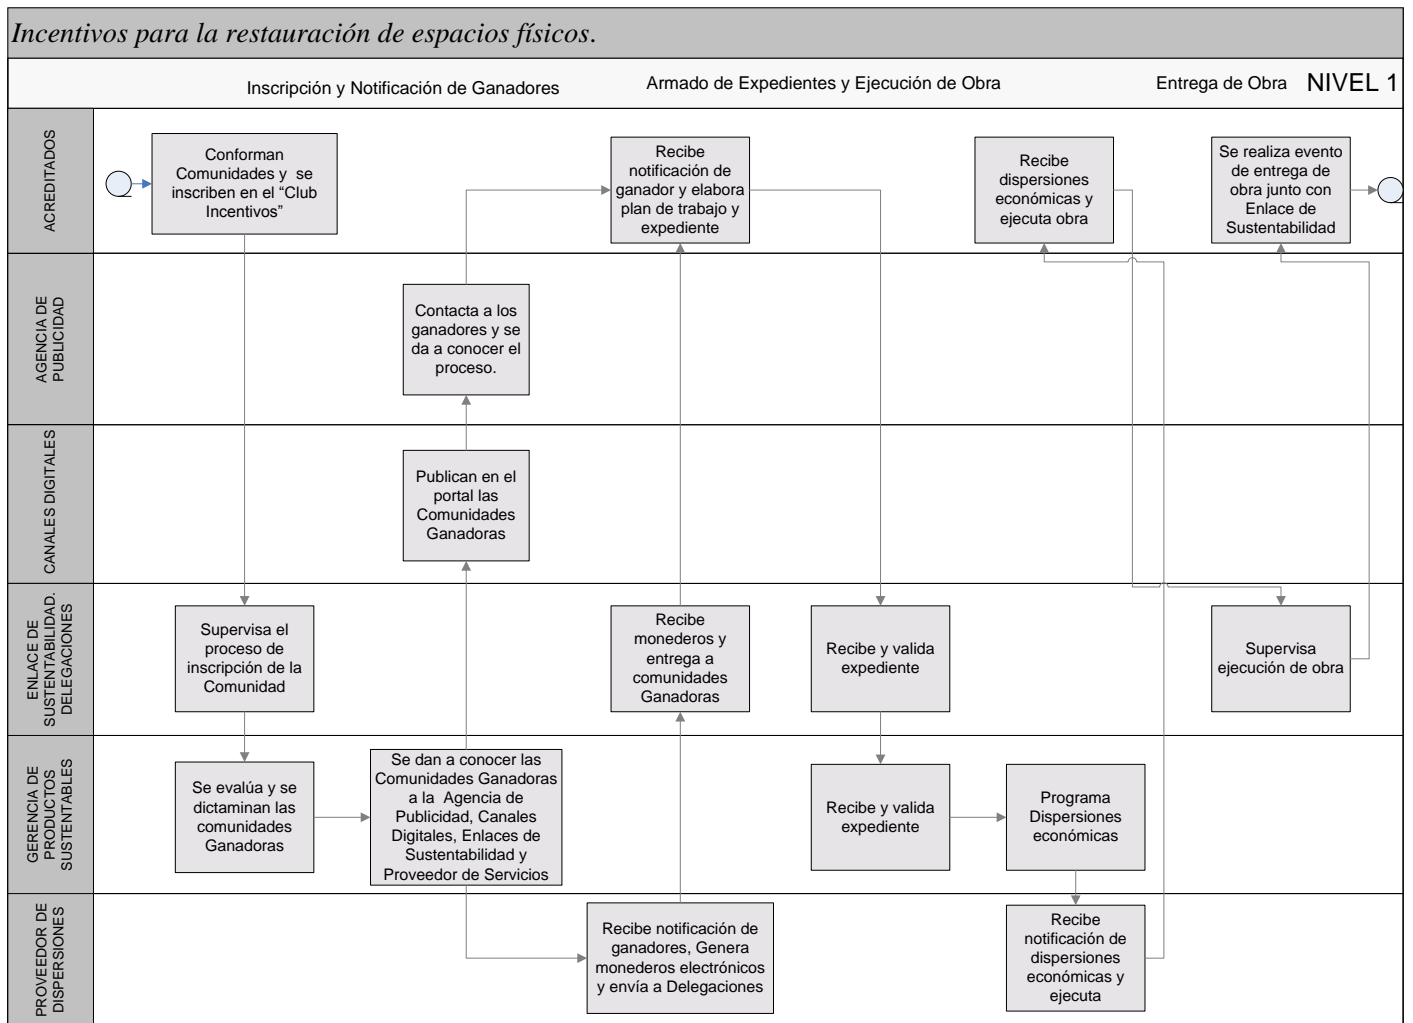 Incentivos para la restauración de espacios físicos.
Inscripción y Notificación de Ganadores
Armado de Expedientes y Ejecución de Obra
Entrega de Obra
NIVEL 1
ACREDITADOS
Conforman
Comunidades y se
inscriben en el “Club
Incentivos”
Recibe
notificación de
ganador y elabora
plan de trabajo y
expediente
Recibe
dispersiones
económicas y
ejecuta obra
Se realiza evento
de entrega de
obra junto con
Enlace de
Sustentabilidad
AGENCIA DE
PUBLICIDAD
Contacta a los
ganadores y se
da a conocer el
proceso.
CANALES DIGITALES
Publican en el
portal las
Comunidades
Ganadoras
ENLACE DE
SUSTENTABILIDAD.
DELEGACIONES
Supervisa el
proceso de
inscripción de la
Comunidad
Recibe
monederos y
entrega a
comunidades
Ganadoras
Recibe y valida
expediente
Supervisa
ejecución de obra
GERENCIA DE
PRODUCTOS
SUSTENTABLES
Se evalúa y se
dictaminan las
comunidades
Ganadoras
Se dan a conocer las
Comunidades Ganadoras
a la Agencia de
Publicidad, Canales
Digitales, Enlaces de
Sustentabilidad y
Proveedor de Servicios
Recibe y valida
expediente
Programa
Dispersiones
económicas
PROVEEDOR DE
DISPERSIONES
Recibe notificación de
ganadores, Genera
monederos electrónicos
y envía a Delegaciones
Recibe
notificación de
dispersiones
económicas y
ejecuta